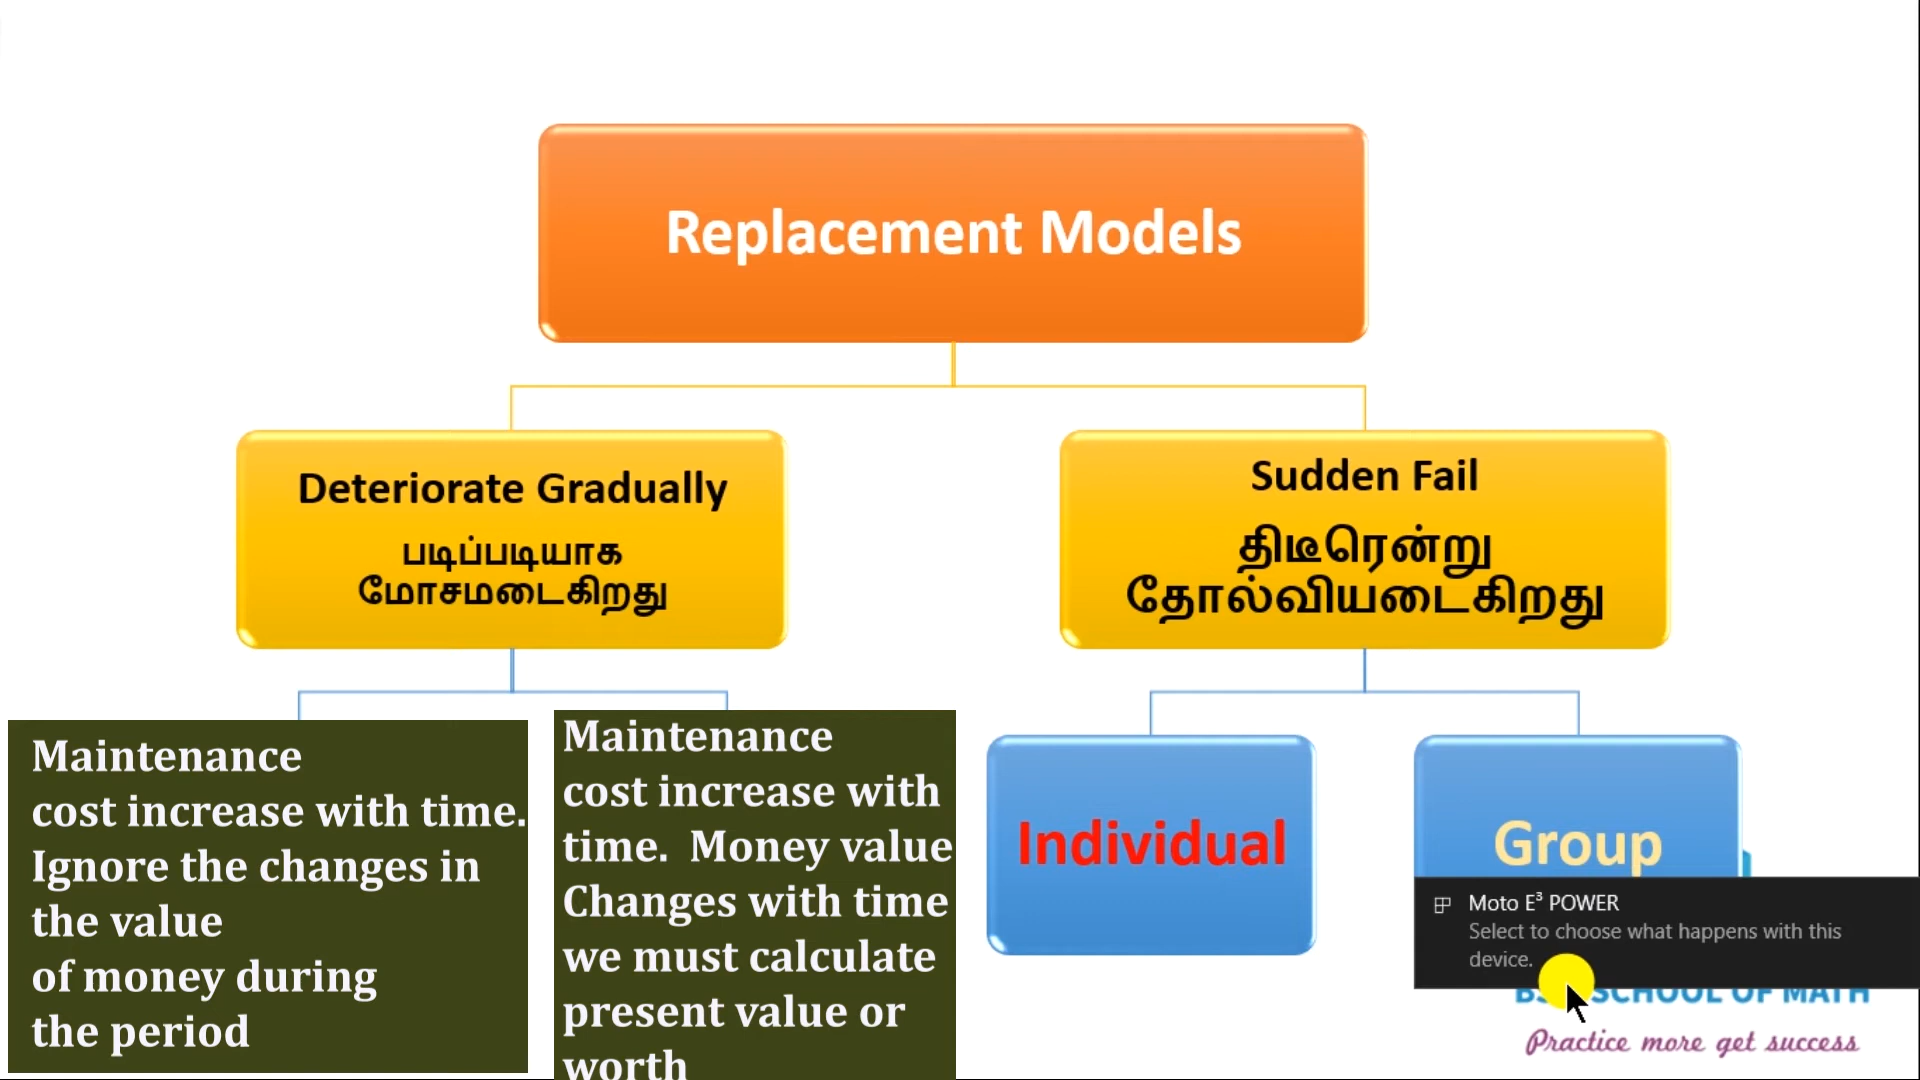 Replacement Models
Deteriorate Gradually
படிப்படியாக
மோசமடைகிறது
Sudden Fail
திடீரென்று
தோல்வியடைகிறது
Maintenance
cost increase with time.
Ignore the changes in
the value
of money during
the period
Maintenance
cost increase with
time.  Money value
Changes with time
we must calculate
present value or
worth
Individual
Group
Moto E³ POWER
Select to choose what happens with this
device.
SCHOOL OF MATH
Practice more get success